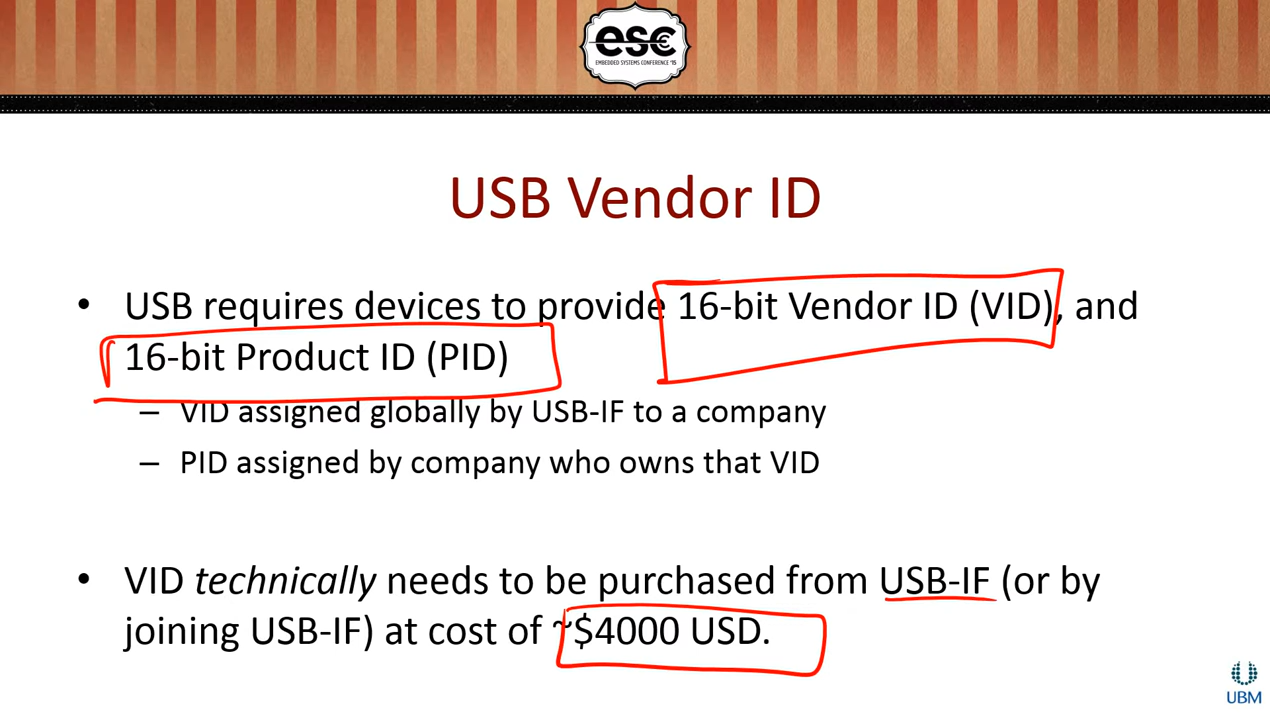 esc
EMBEDDED SYSTEMS CONFERENCE '15
USB Vendor ID
• USB requires devices to provide 16-bit Vendor ID (VID), and
16-bit Product ID (PID)
– VID assigned globally by USB-IF to a company
– PID assigned by company who owns that VID
• VID technically needs to be purchased from USB-IF (or by
joining USB-IF) at cost of ~$4000 USD.
UBM